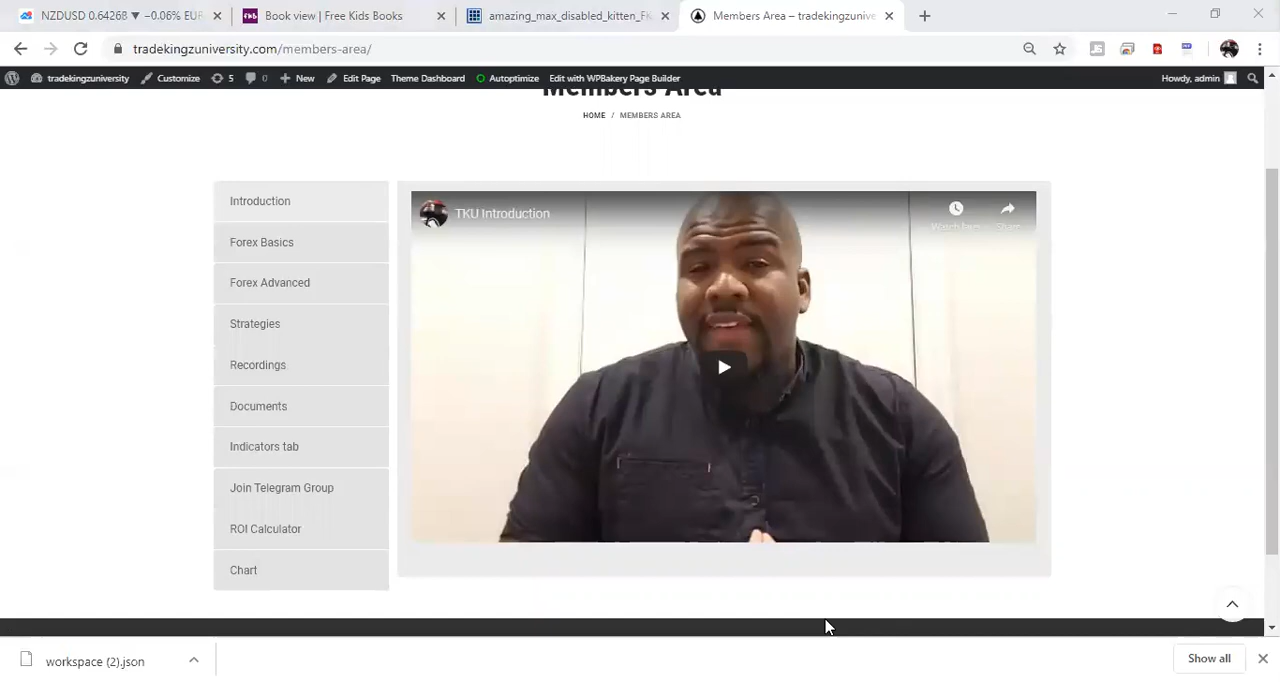 NZDUSD 0.64268 ▼ −0.06% EUR
Book view | Free Kids Books
amazing_max_disabled_kitten_FK
Members Area – tradekingzunive
tradekingzuniversity.com/members-area/
tradekingzuniversity
Customize
5
0
New
Edit Page
Theme Dashboard
Autoptimize
Edit with WPBakery Page Builder
Howdy, admin
Members Area
HOME / MEMBERS AREA
Introduction
Forex Basics
Forex Advanced
Strategies
Recordings
Documents
Indicators tab
Join Telegram Group
ROI Calculator
Chart
TKU Introduction
Share
workspace (2).json
Show all